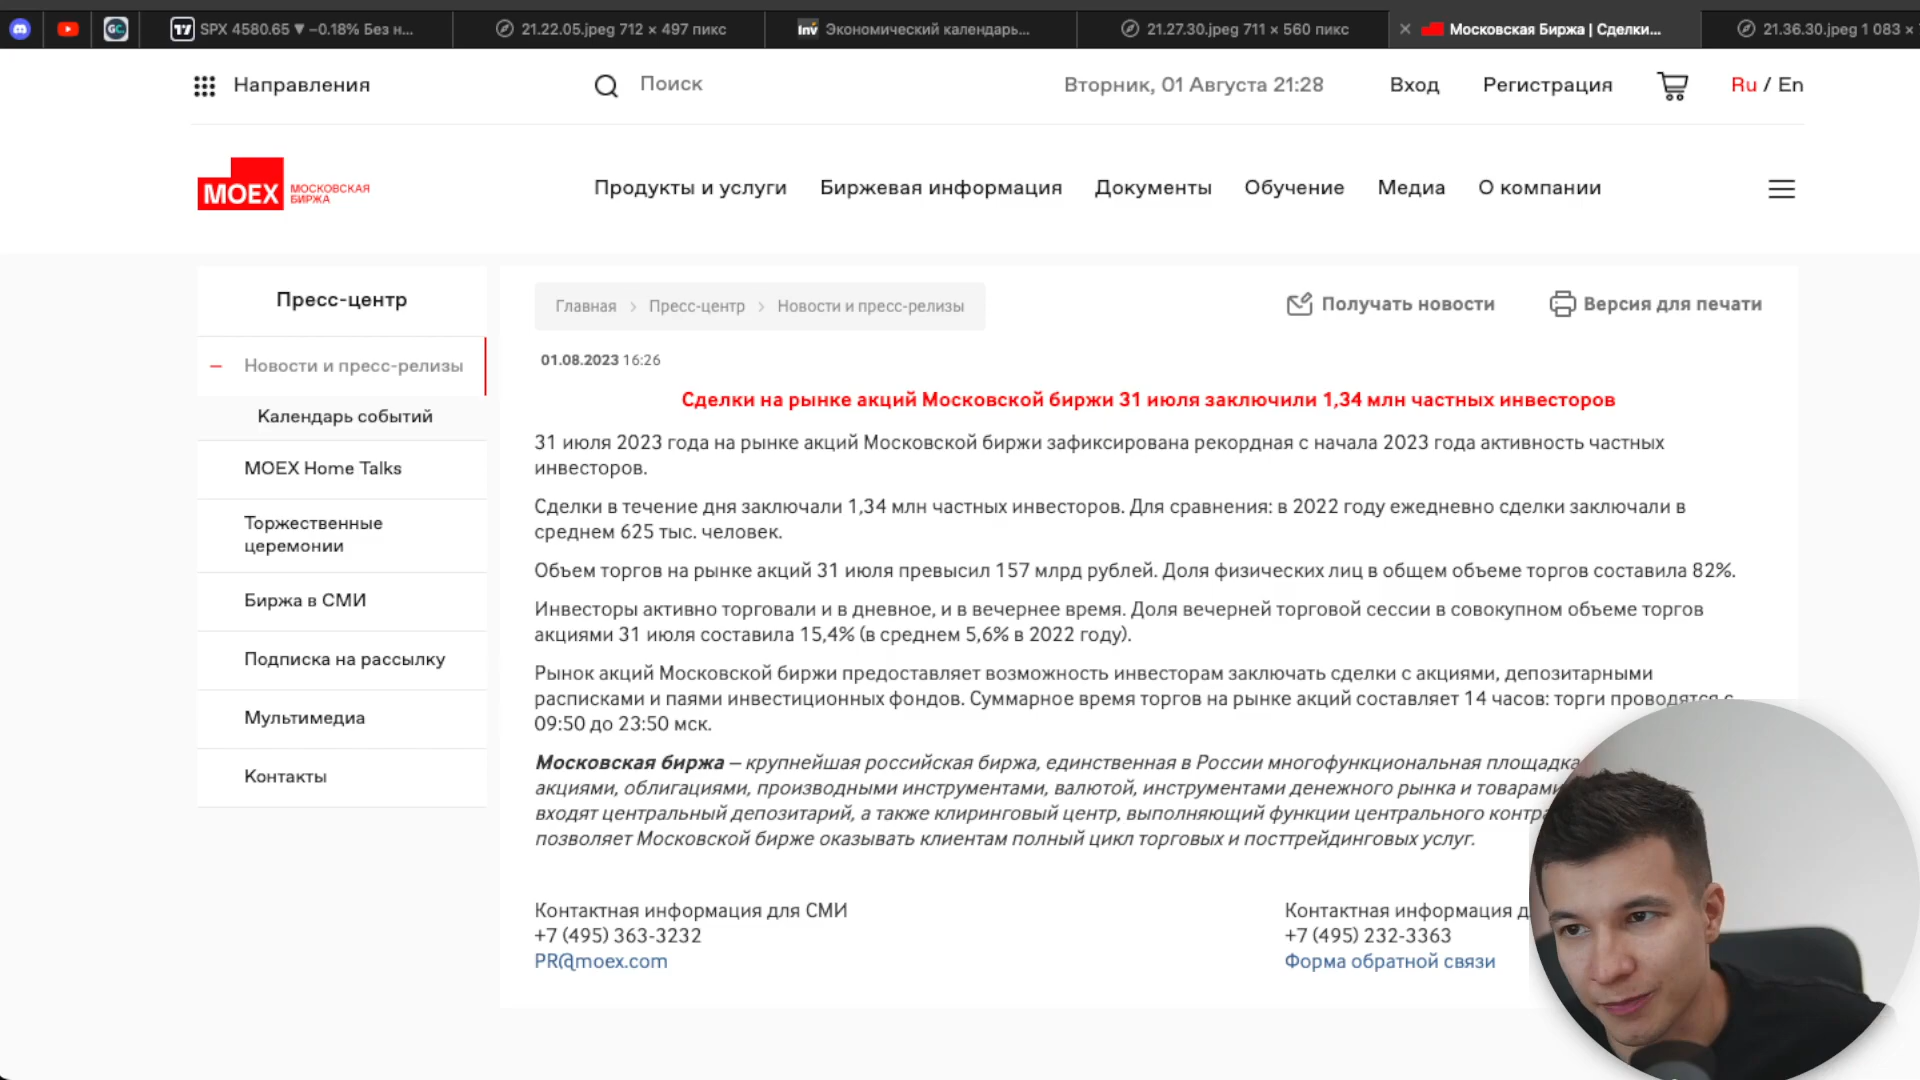 SPX 4580.65 ▼ −0.18% Без н...
21.22.05.jpeg 712 × 497 пикс
Inv Экономический календарь...
21.27.30.jpeg 711 × 560 пикс
Московская Биржа | Сделки...
21.36.30.jpeg 1 083 ×
GC
Направления
Поиск
Вторник, 01 Августа 21:28
Вход
Регистрация
Ru / En
MOEX МОСКОВСКАЯ
БИРЖА
Продукты и услуги
Биржевая информация
Документы
Обучение
Медиа
О компании
Пресс-центр
Новости и пресс-релизы
Календарь событий
MOEX Home Talks
Торжественные
церемонии
Биржа в СМИ
Подписка на рассылку
Мультимедиа
Контакты
Главная > Пресс-центр > Новости и пресс-релизы
Получать новости
Версия для печати
01.08.2023 16:26
Сделки на рынке акций Московской биржи 31 июля заключили 1,34 млн частных инвесторов
31 июля 2023 года на рынке акций Московской биржи зафиксирована рекордная с начала 2023 года активность частных
инвесторов.
Сделки в течение дня заключали 1,34 млн частных инвесторов. Для сравнения: в 2022 году ежедневно сделки заключали в
среднем 625 тыс. человек.
Объем торгов на рынке акций 31 июля превысил 157 млрд рублей. Доля физических лиц в общем объеме торгов составила 82%.
Инвесторы активно торговали и в дневное, и в вечернее время. Доля вечерней торговой сессии в совокупном объеме торгов
акциями 31 июля составила 15,4% (в среднем 5,6% в 2022 году).
Рынок акций Московской биржи предоставляет возможность инвесторам заключать сделки с акциями, депозитарными
расписками и паями инвестиционных фондов. Суммарное время торгов на рынке акций составляет 14 часов: торги проводятся с
09:50 до 23:50 мск.
Московская биржа – крупнейшая российская биржа, единственная в России многофункциональная площадка
акциями, облигациями, производными инструментами, валютой, инструментами денежного рынка и товарами
входят центральный депозитарий, а также клиринговый центр, выполняющий функции центрального контра
позволяет Московской бирже оказывать клиентам полный цикл торговых и посттрейдинговых услуг.
Контактная информация для СМИ
+7 (495) 363-3232
PR@moex.com
Контактная информация д
+7 (495) 232-3363
Форма обратной связи